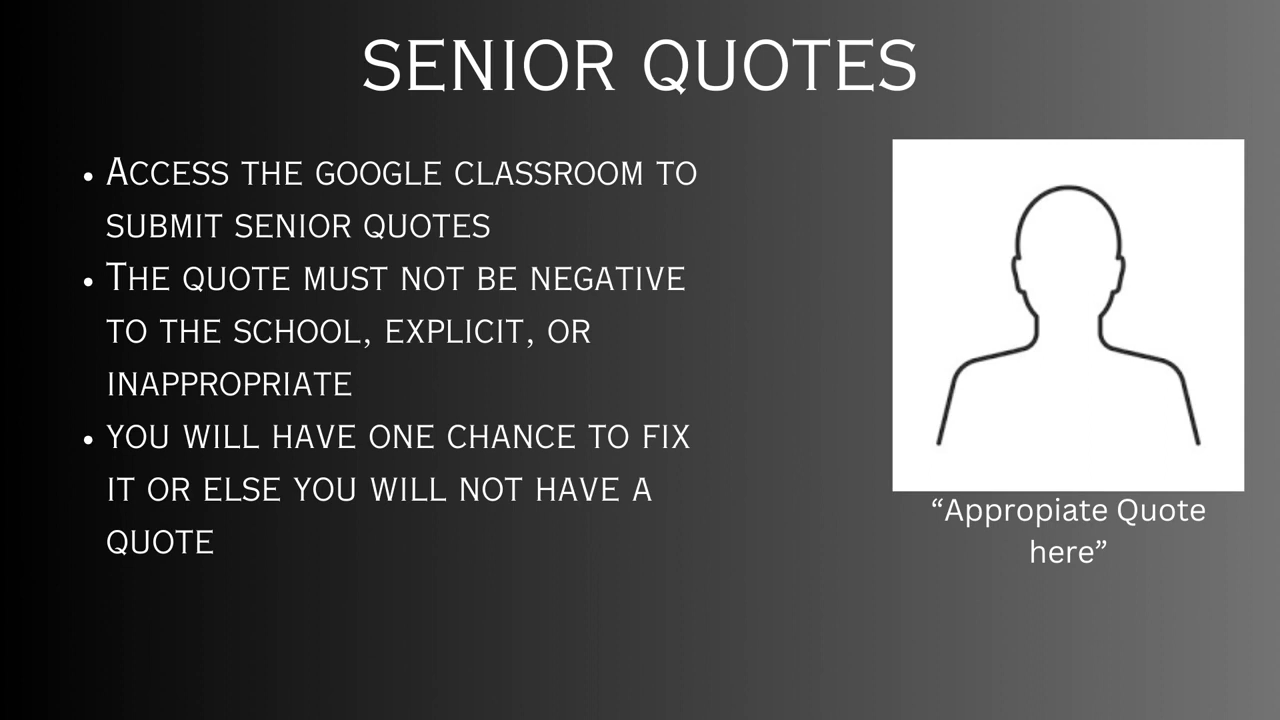 SENIOR QUOTES
• ACCESS THE GOOGLE CLASSROOM TO
SUBMIT SENIOR QUOTES
• THE QUOTE MUST NOT BE NEGATIVE
TO THE SCHOOL, EXPLICIT, OR
INAPPROPRIATE
• YOU WILL HAVE ONE CHANCE TO FIX
IT OR ELSE YOU WILL NOT HAVE A
QUOTE
“Appropiate Quote
here”